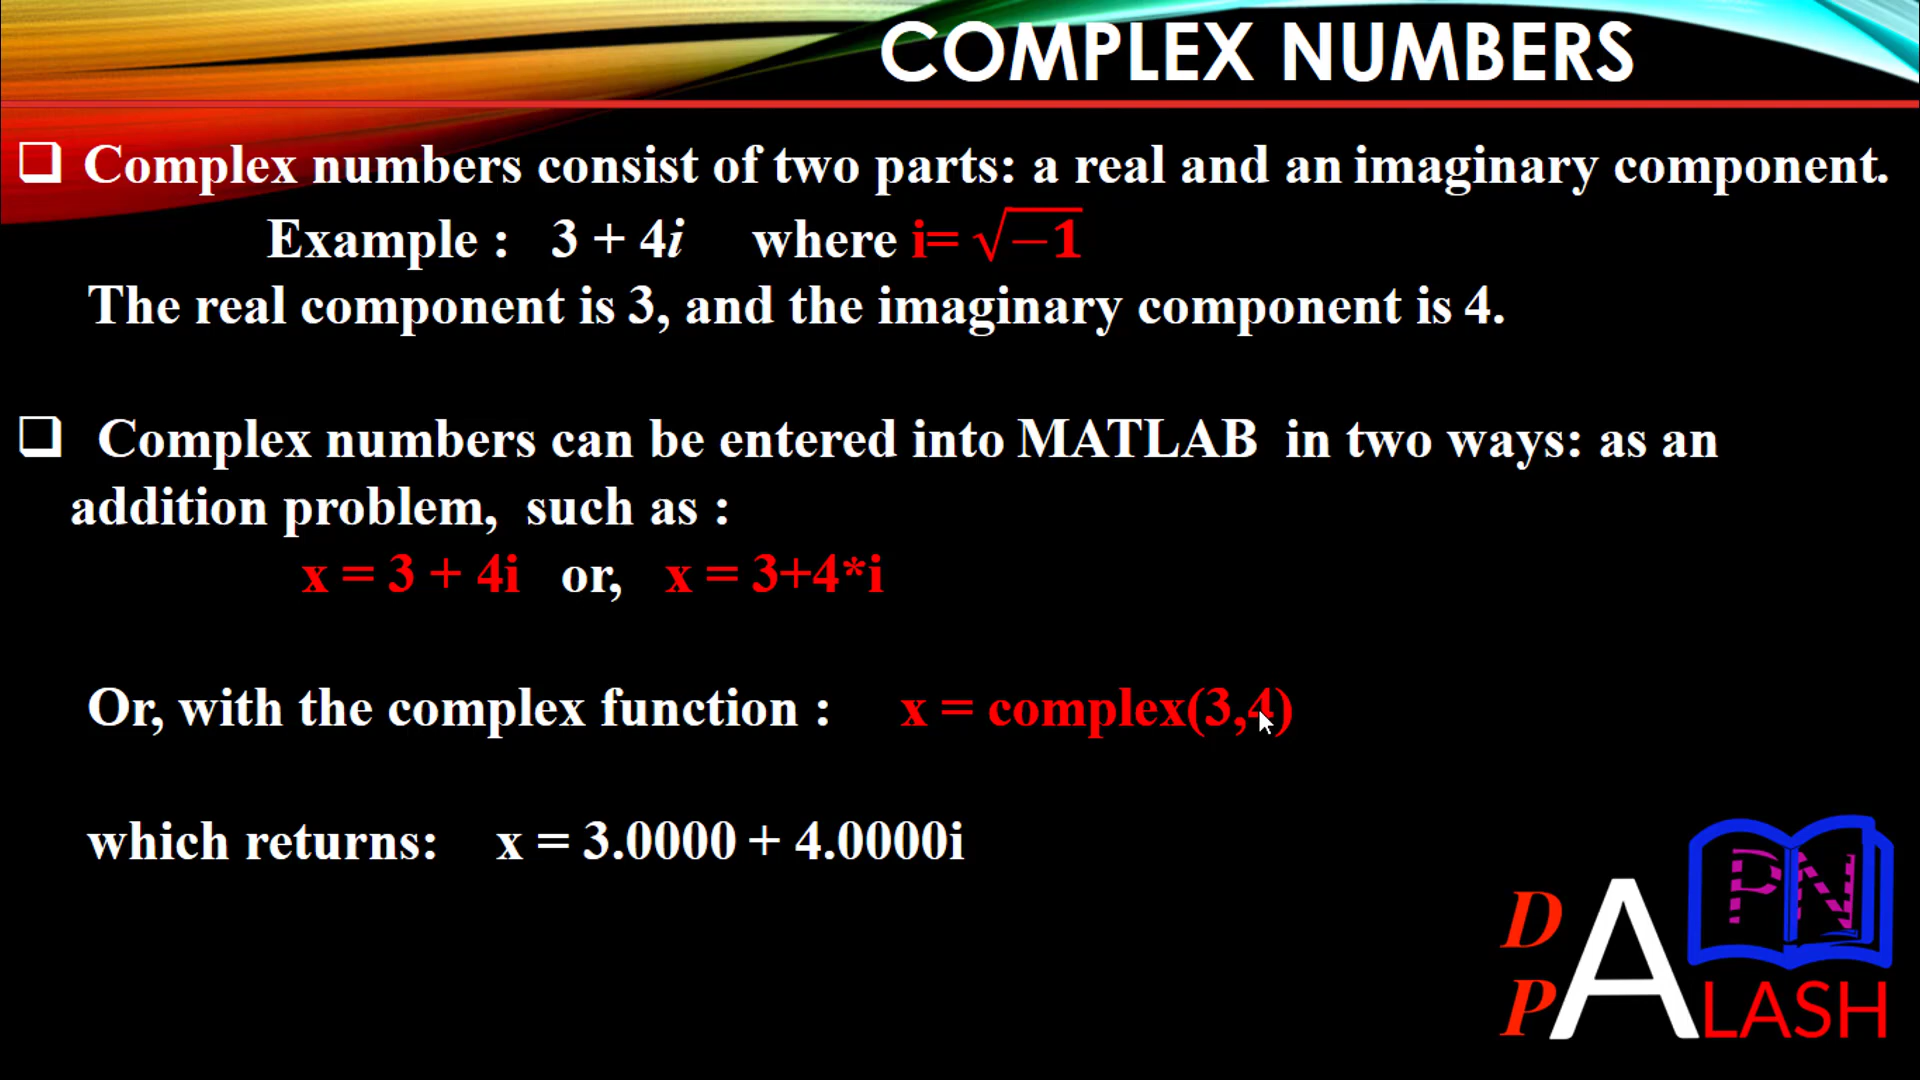 COMPLEX NUMBERS
❑ Complex numbers consist of two parts: a real and an imaginary component.
Example : 3 + 4i where i= √−1
The real component is 3, and the imaginary component is 4.
❑ Complex numbers can be entered into MATLAB in two ways: as an
addition problem, such as :
x = 3 + 4i or, x = 3+4*i
Or, with the complex function : x = complex(3,4)
which returns: x = 3.0000 + 4.0000i
PN
D
P
ALASH